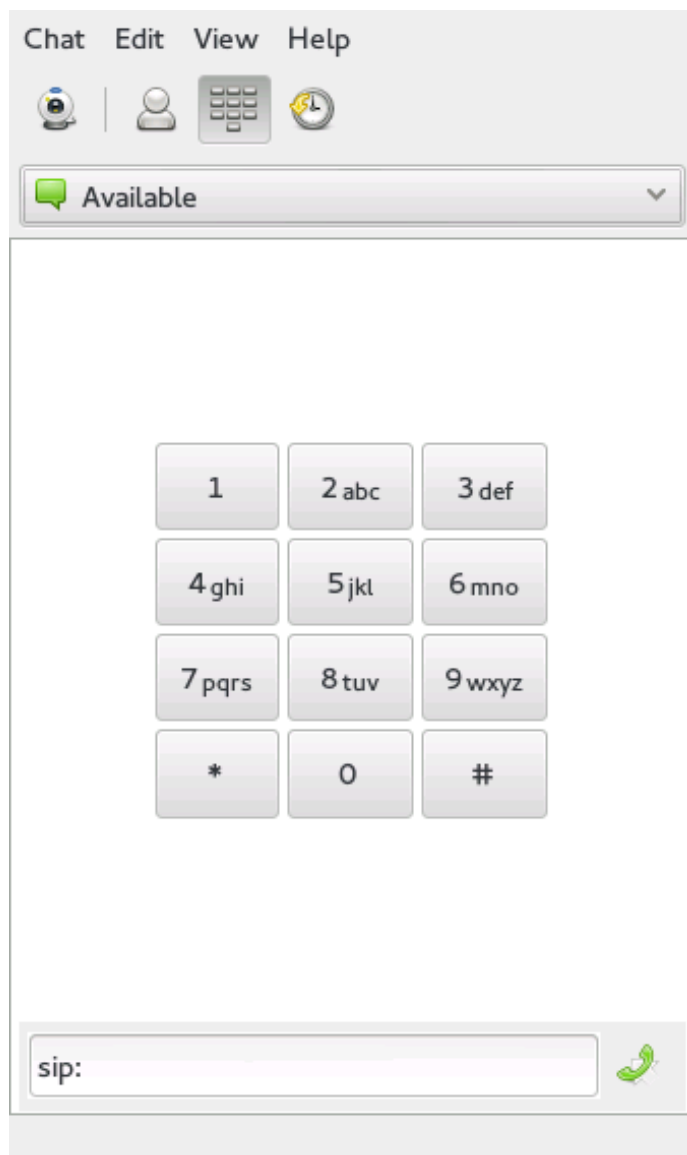 Chat Edit View Help
Available
1 2 abc 3 def
4 ghi 5 jkl 6 mno
7 pqrs 8 tuv 9 wxyz
* 0 #
sip: